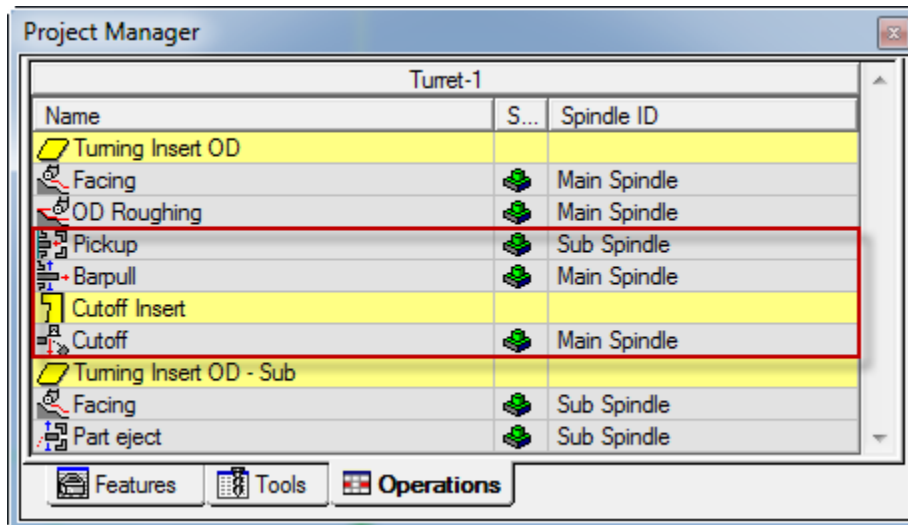 Project Manager
Turret-1
Name S... Spindle ID
Turning Insert OD
Facing Main Spindle
OD Roughing Main Spindle
Pickup Sub Spindle
Barpull Main Spindle
Cutoff Insert
Cutoff Main Spindle
Turning Insert OD - Sub
Facing Sub Spindle
Part eject Sub Spindle
Features Tools Operations